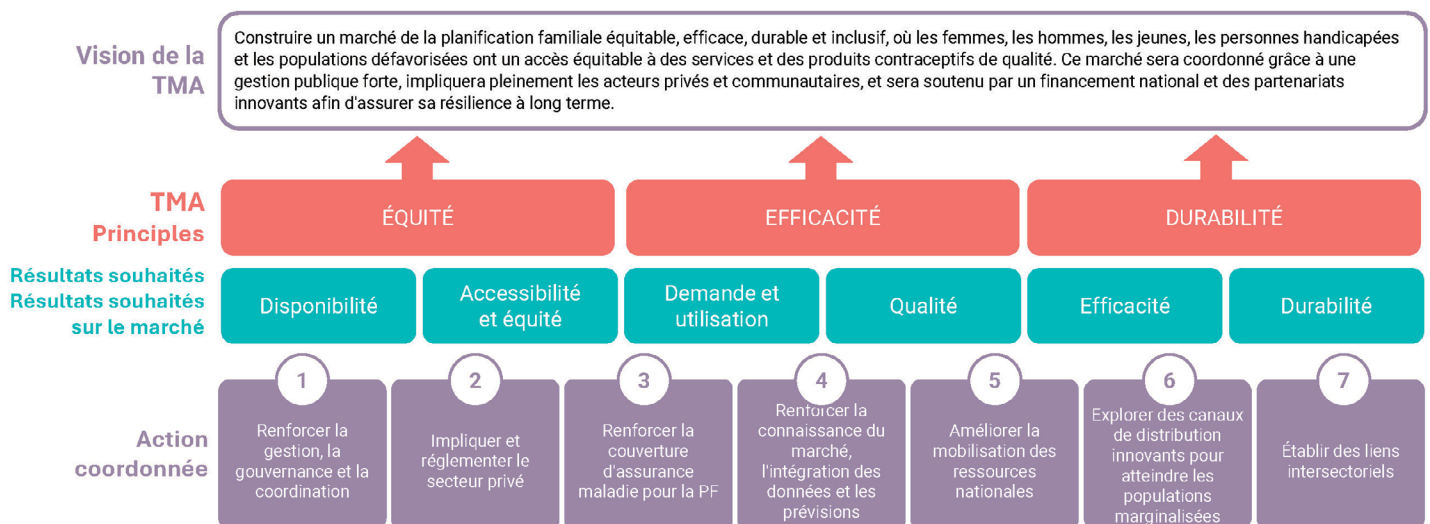 Vision de la
TMA
Construire un marché de la planification familiale équitable, efficace, durable et inclusif, où les femmes, les hommes, les jeunes, les personnes handicapées
et les populations défavorisées ont un accès équitable à des services et des produits contraceptifs de qualité. Ce marché sera coordonné grâce à une
gestion publique forte, impliquera pleinement les acteurs privés et communautaires, et sera soutenu par un financement national et des partenariats
innovants afin d'assurer sa résilience à long terme.
TMA
Principles
ÉQUITÉ
EFFICACITÉ
DURABILITÉ
Résultats souhaités
Résultats souhaités
sur le marché
Disponibilité
Accessibilité
et équité
Demande et
utilisation
Qualité
Efficacité
Durabilité
Action
coordonnée
1
Renforcer la
gestion, la
gouvernance et la
coordination
2
Impliquer et
réglementer le
secteur privé
3
Renforcer la
couverture
d'assurance
maladie pour la PF
4
Renforcer la
connaissance du
marché,
l'intégration des
données et les
prévisions
5
Améliorer la
mobilisation des
ressources
nationales
6
Explorer des canaux
de distribution
innovants pour
atteindre les
populations
marginalisées
7
Établir des liens
intersectoriels